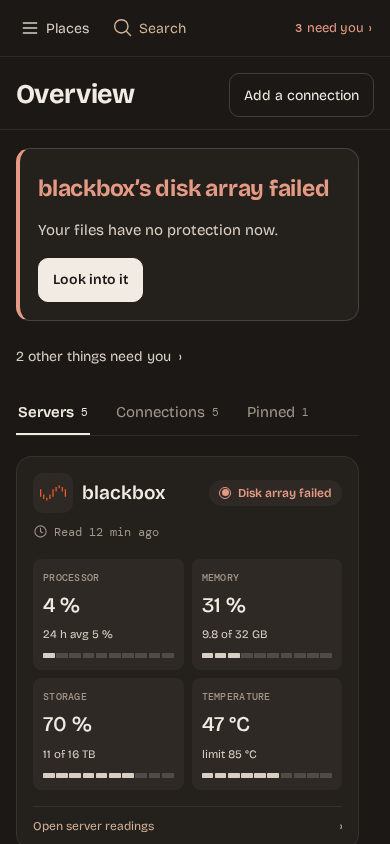 Places
Search
3 need you ›
Overview
Add a connection
blackbox's disk array failed
Your files have no protection now.
Look into it
2 other things need you ›
Servers 5
Connections 5
Pinned 1
blackbox
Disk array failed
Read 12 min ago
PROCESSOR
4 %
24 h avg 5 %
MEMORY
31 %
9.8 of 32 GB
STORAGE
70 %
11 of 16 TB
TEMPERATURE
47 °C
limit 85 °C
Open server readings ›